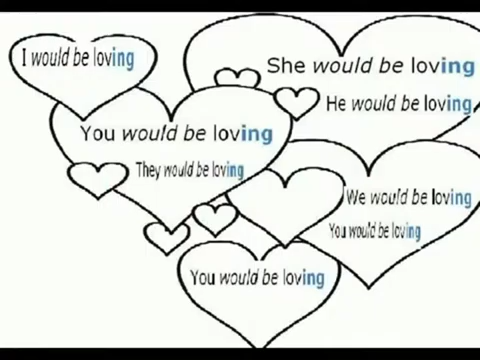 I would be loving
She would be loving
He would be loving
You would be loving
They would be loving
We would be loving
You would be loving
You would be loving